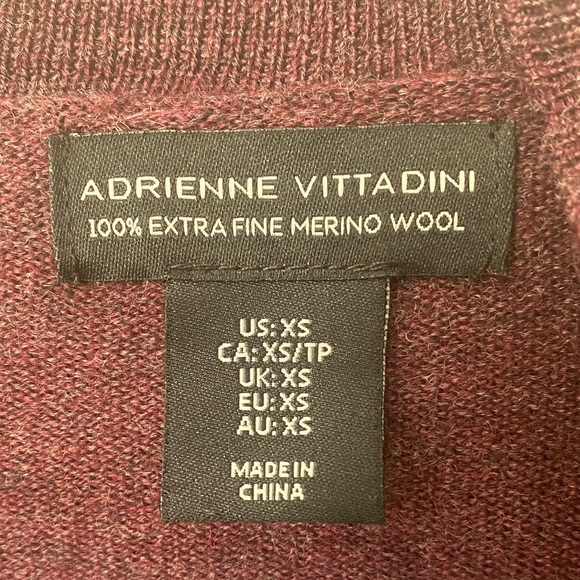 ADRIENNE VITTADINI
100% EXTRA FINE MERINO WOOL
US: XS
CA: XS/TP
UK: XS
EU: XS
AU: XS
MADE IN
CHINA